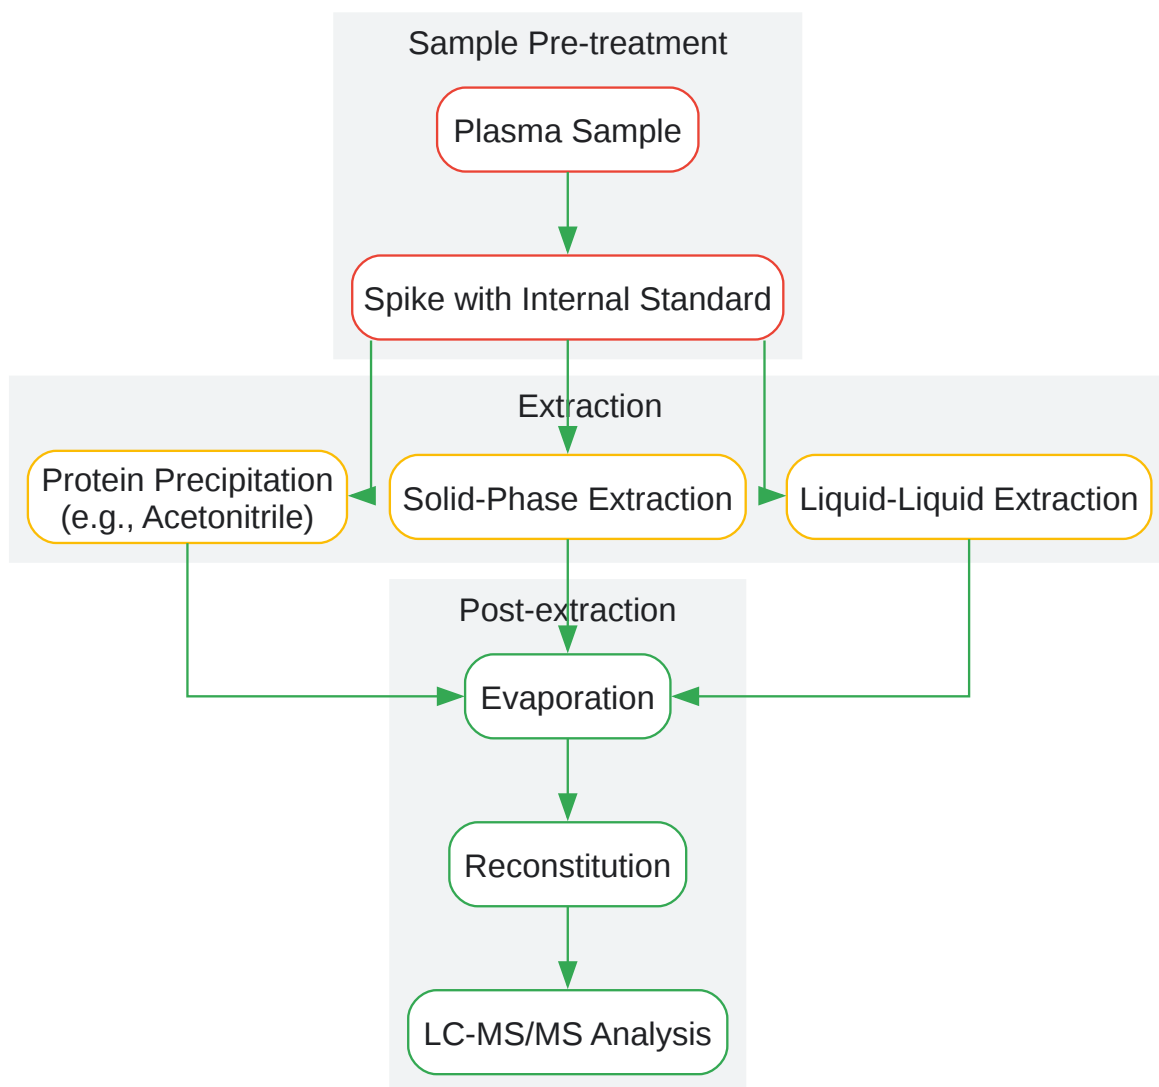 Sample Pre-treatment
Plasma Sample
Spike with Internal Standard
Extraction
Protein Precipitation
(e.g., Acetonitrile)
Solid-Phase Extraction
Liquid-Liquid Extraction
Post-extraction
Evaporation
Reconstitution
LC-MS/MS Analysis